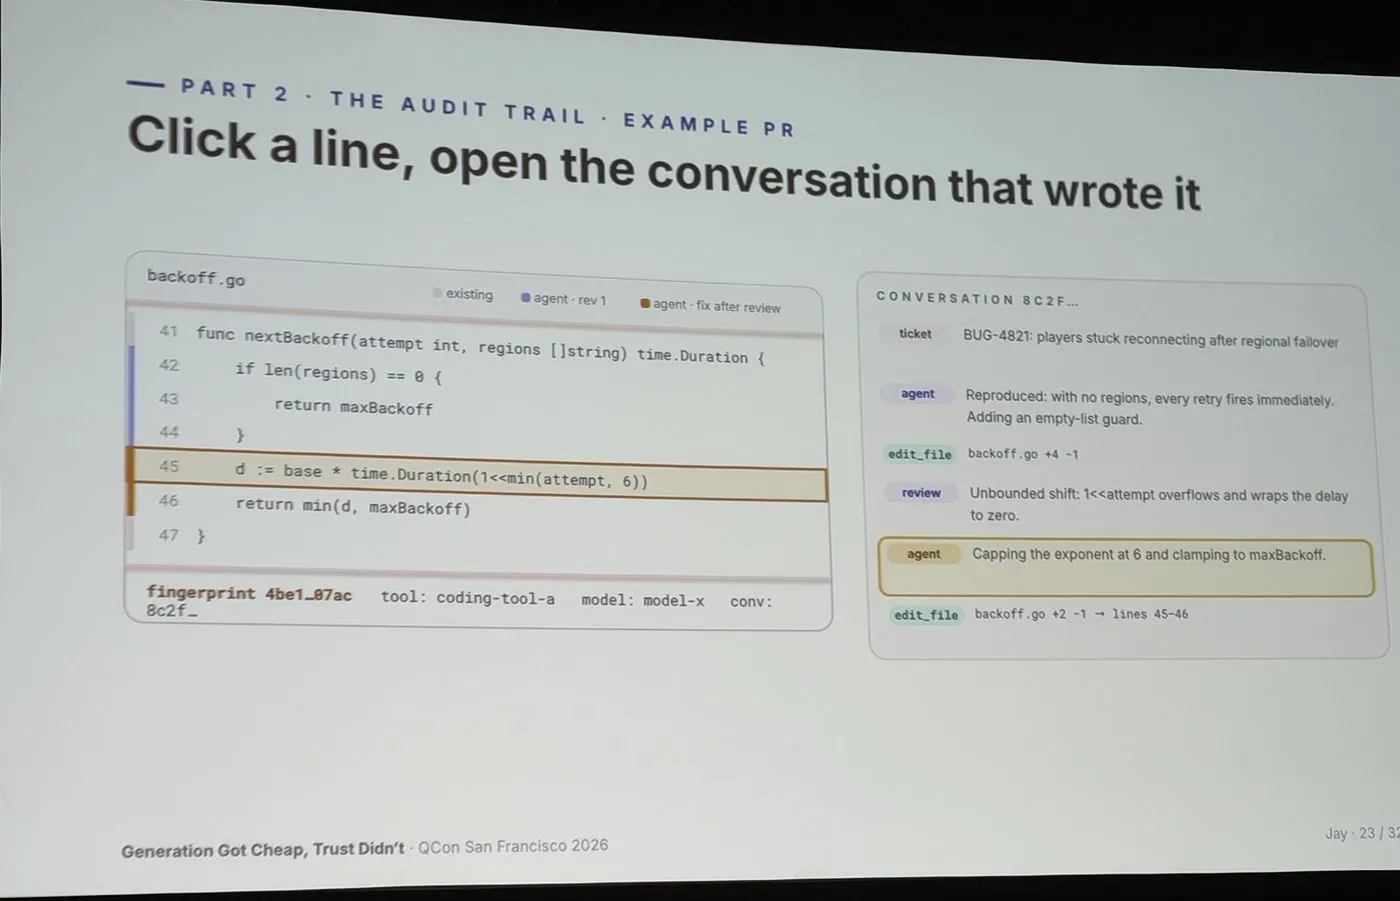 PART 2 · THE AUDIT TRAIL · EXAMPLE PR
Click a line, open the conversation that wrote it
backoff.go
existing
agent · rev 1
agent · fix after review
41 func nextBackoff(attempt int, regions []string) time.Duration {
42 if len(regions) == 0 {
43 return maxBackoff
44 }
45 d := base * time.Duration(1<<min(attempt, 6))
46 return min(d, maxBackoff)
47 }
fingerprint 4be1_07ac tool: coding-tool-a model: model-x conv:
8c2f_
CONVERSATION 8C2F…
ticket BUG-4821: players stuck reconnecting after regional failover
agent Reproduced: with no regions, every retry fires immediately.
Adding an empty-list guard.
edit_file backoff.go +4 -1
review Unbounded shift: 1<<attempt overflows and wraps the delay
to zero.
agent Capping the exponent at 6 and clamping to maxBackoff.
edit_file backoff.go +2 -1 → lines 45-46
Generation Got Cheap, Trust Didn't · QCon San Francisco 2026
Jay · 23 / 32